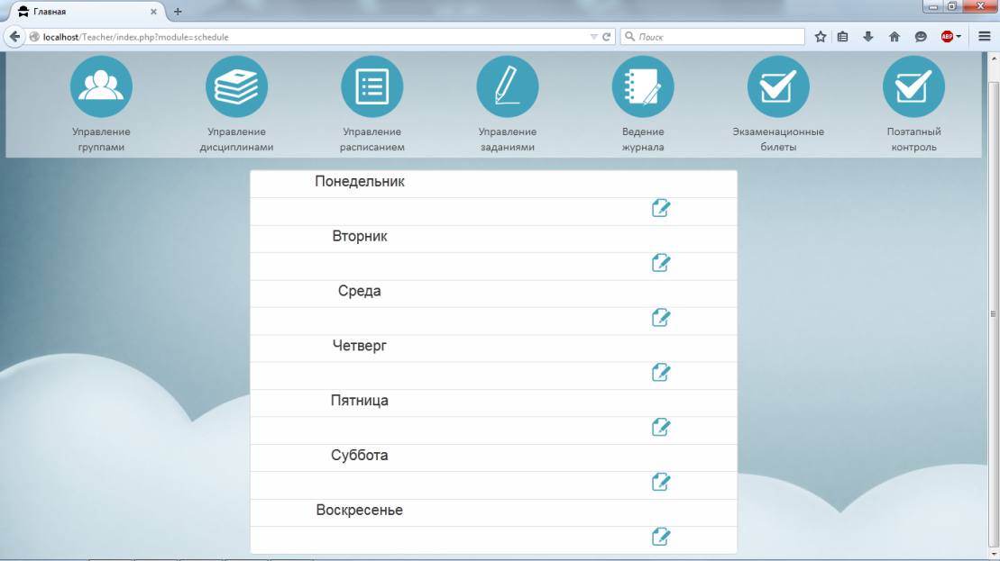 Главная
localhost/Teacher/index.php?module=schedule
Поиск
ABP
Управление
группами
Управление
дисциплинами
Управление
расписанием
Управление
заданиями
Ведение
журнала
Экзаменационные
билеты
Поэтапный
контроль
Понедельник
Вторник
Среда
Четверг
Пятница
Суббота
Воскресенье